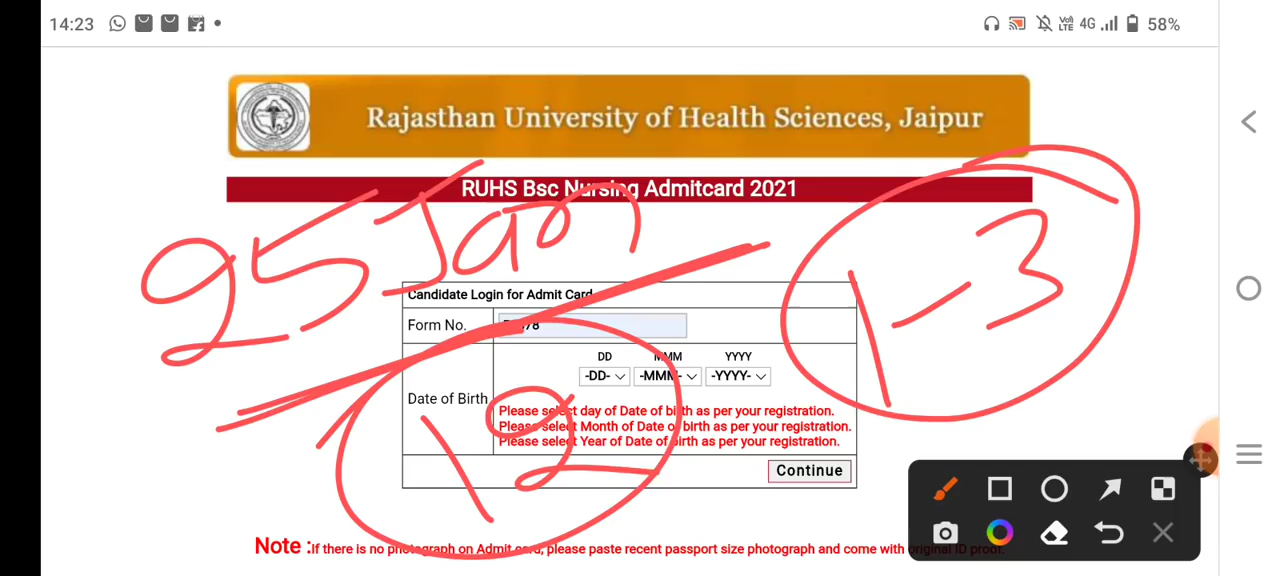 14:23
VoI) LTE 4G 58%
Rajasthan University of Health Sciences, Jaipur
RUHS Bsc Nursing Admitcard 2021
25 Jan
1-3
Candidate Login for Admit Card
Form No.
DD MMM YYYY
Date of Birth -DD- -MMM- -YYYY-
12
Please select day of Date of birth as per your registration.
Please select Month of Date of birth as per your registration.
Please select Year of Date of Birth as per your registration.
Continue
Note :If there is no photograph on Admit card, please paste recent passport size photograph and come with original ID proof.